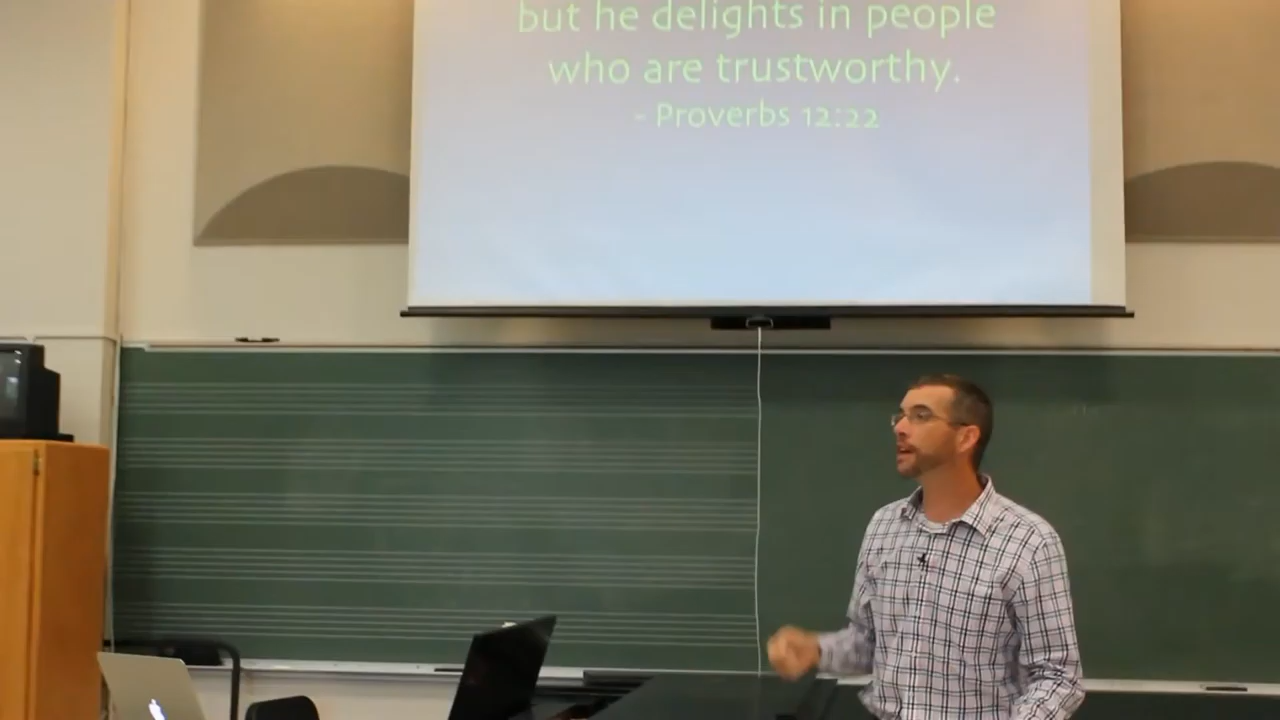 but he delights in people
who are trustworthy.
- Proverbs 12:22